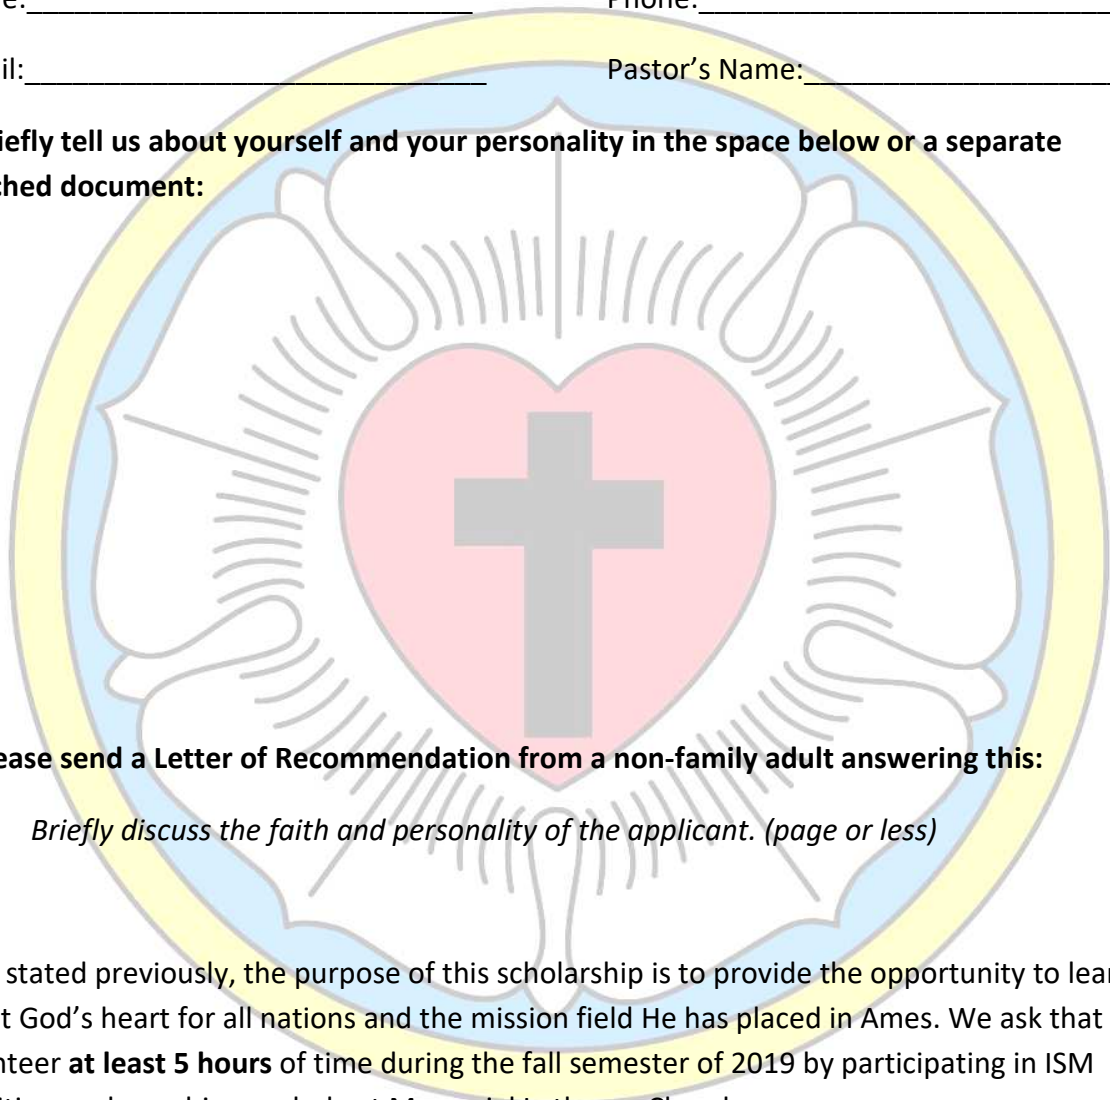 e:____________________________ Phone:___________________________
il:______________________________ Pastor's Name:____________________
iefly tell us about yourself and your personality in the space below or a separate
ched document:
ease send a Letter of Recommendation from a non-family adult answering this:
Briefly discuss the faith and personality of the applicant. (page or less)
stated previously, the purpose of this scholarship is to provide the opportunity to lear
t God's heart for all nations and the mission field He has placed in Ames. We ask that
nteer at least 5 hours of time during the fall semester of 2019 by participating in ISM